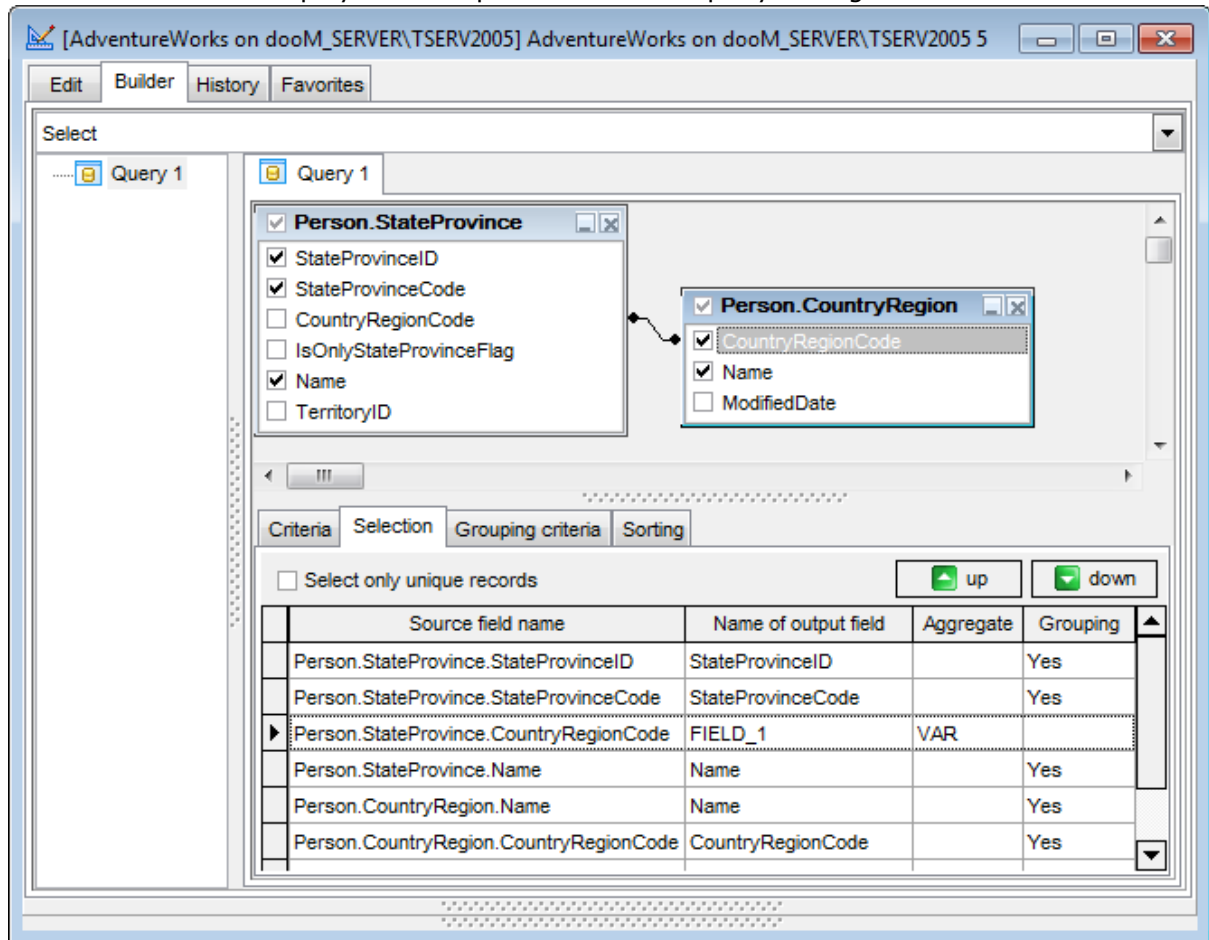 [AdventureWorks on dooM_SERVER\TSERV2005] AdventureWorks on dooM_SERVER\TSERV2005 5
Edit Builder History Favorites
Select
Query 1
Query 1
Person.StateProvince
StateProvinceID
StateProvinceCode
CountryRegionCode
IsOnlyStateProvinceFlag
Name
TerritoryID
Person.CountryRegion
CountryRegionCode
Name
ModifiedDate
Criteria Selection Grouping criteria Sorting
Select only unique records up down
Source field name Name of output field Aggregate Grouping
Person.StateProvince.StateProvinceID StateProvinceID Yes
Person.StateProvince.StateProvinceCode StateProvinceCode Yes
Person.StateProvince.CountryRegionCode FIELD_1 VAR
Person.StateProvince.Name Name Yes
Person.CountryRegion.Name Name Yes
Person.CountryRegion.CountryRegionCode CountryRegionCode Yes